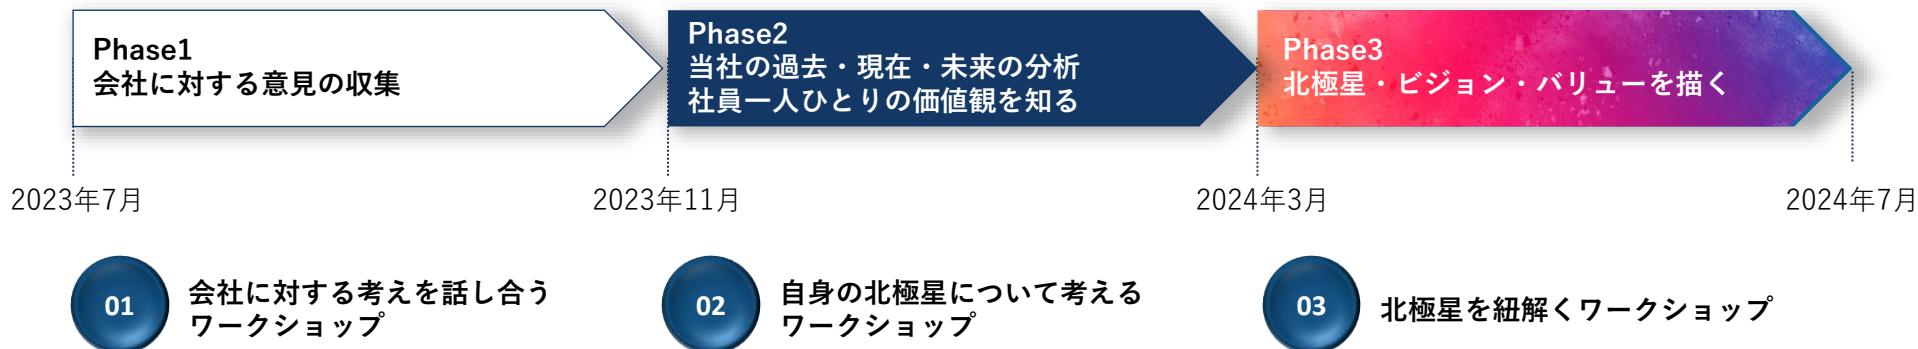 Phase1
会社に対する意見の収集
Phase2
当社の過去・現在・未来の分析
社員一人ひとりの価値観を知る
Phase3
北極星・ビジョン・バリューを描く
2023年7月
2023年11月
2024年3月
2024年7月
01
会社に対する考えを話し合う
ワークショップ
02
自身の北極星について考える
ワークショップ
03
北極星を紐解くワークショップ